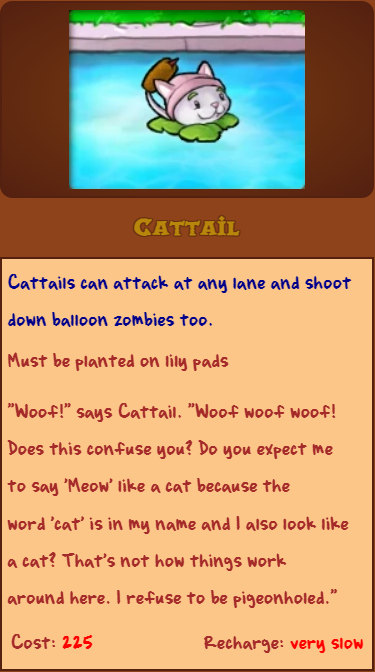 Cattail
Cattails can attack at any lane and shoot
down balloon zombies too.
Must be planted on lily pads
"Woof!" says Cattail. "Woof woof woof!
Does this confuse you? Do you expect me
to say 'Meow' like a cat because the
word 'cat' is in my name and I also look like
a cat? That's not how things work
around here. I refuse to be pigeonholed."
Cost: 225 Recharge: very slow